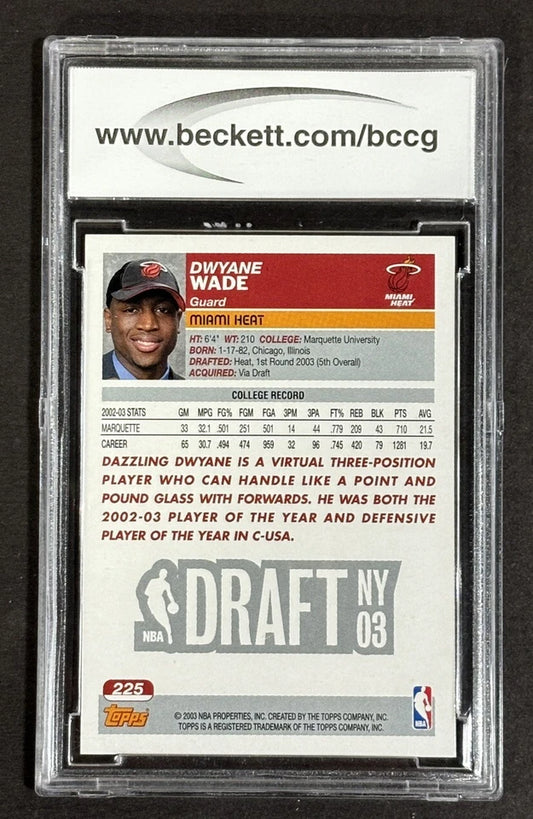 www.beckett.com/bccg
DWYANE
WADE
Guard
MIAMI HEAT
MIAMI
HEAT
HT: 6'4" WT: 210 COLLEGE: Marquette University
BORN: 1-17-82, Chicago, Illinois
DRAFTED: Heat, 1st Round 2003 (5th Overall)
ACQUIRED: Via Draft
COLLEGE RECORD
2002-03 STATS GM MPG FG% FGM FGA 3PM 3PA FT% REB BLK PTS AVG
MARQUETTE 33 32.1 .501 251 501 14 44 .779 209 43 710 21.5
CAREER 65 30.7 .494 474 959 32 96 .745 420 79 1281 19.7
DAZZLING DWYANE IS A VIRTUAL THREE-POSITION
PLAYER WHO CAN HANDLE LIKE A POINT AND
POUND GLASS WITH FORWARDS. HE WAS BOTH THE
2002-03 PLAYER OF THE YEAR AND DEFENSIVE
PLAYER OF THE YEAR IN C-USA.
NBA DRAFT NY
03
225
topps
© 2003 NBA PROPERTIES, INC. CREATED BY THE TOPPS COMPANY, INC.
TOPPS IS A REGISTERED TRADEMARK OF THE TOPPS COMPANY, INC.
NBA